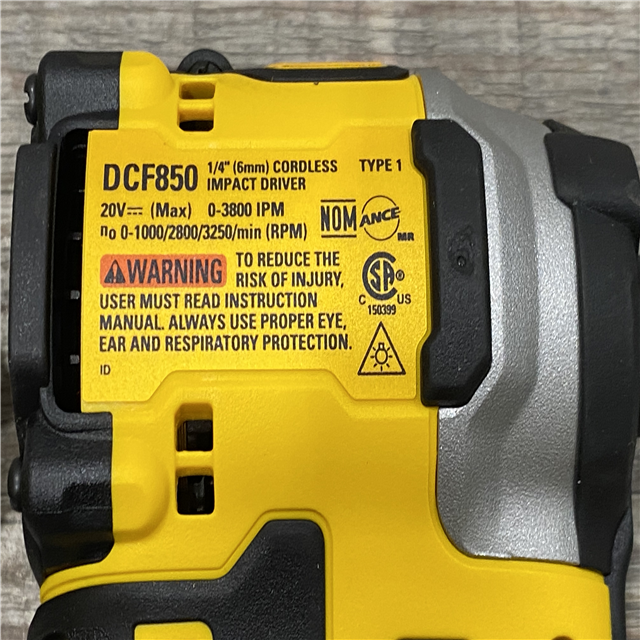 DCF850 1/4" (6mm) CORDLESS IMPACT DRIVER TYPE 1
20V⎓ (Max) 0-3800 IPM
no 0-1000/2800/3250/min (RPM)
NOM ANCE MR
⚠WARNING TO REDUCE THE
RISK OF INJURY,
USER MUST READ INSTRUCTION
MANUAL. ALWAYS USE PROPER EYE,
EAR AND RESPIRATORY PROTECTION.
ID
SA®
C US
150399